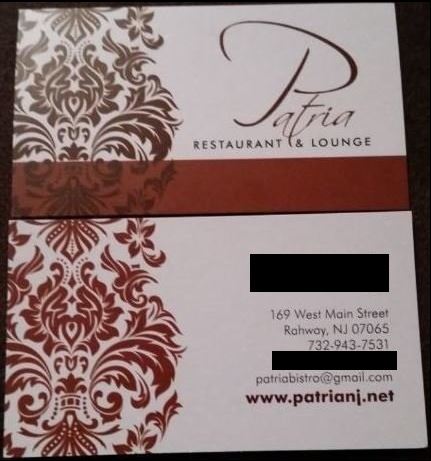 Patria
RESTAURANT & LOUNGE
169 West Main Street
Rahway, NJ 07065
732-943-7531
patriabistro@gmail.com
www.patrianj.net